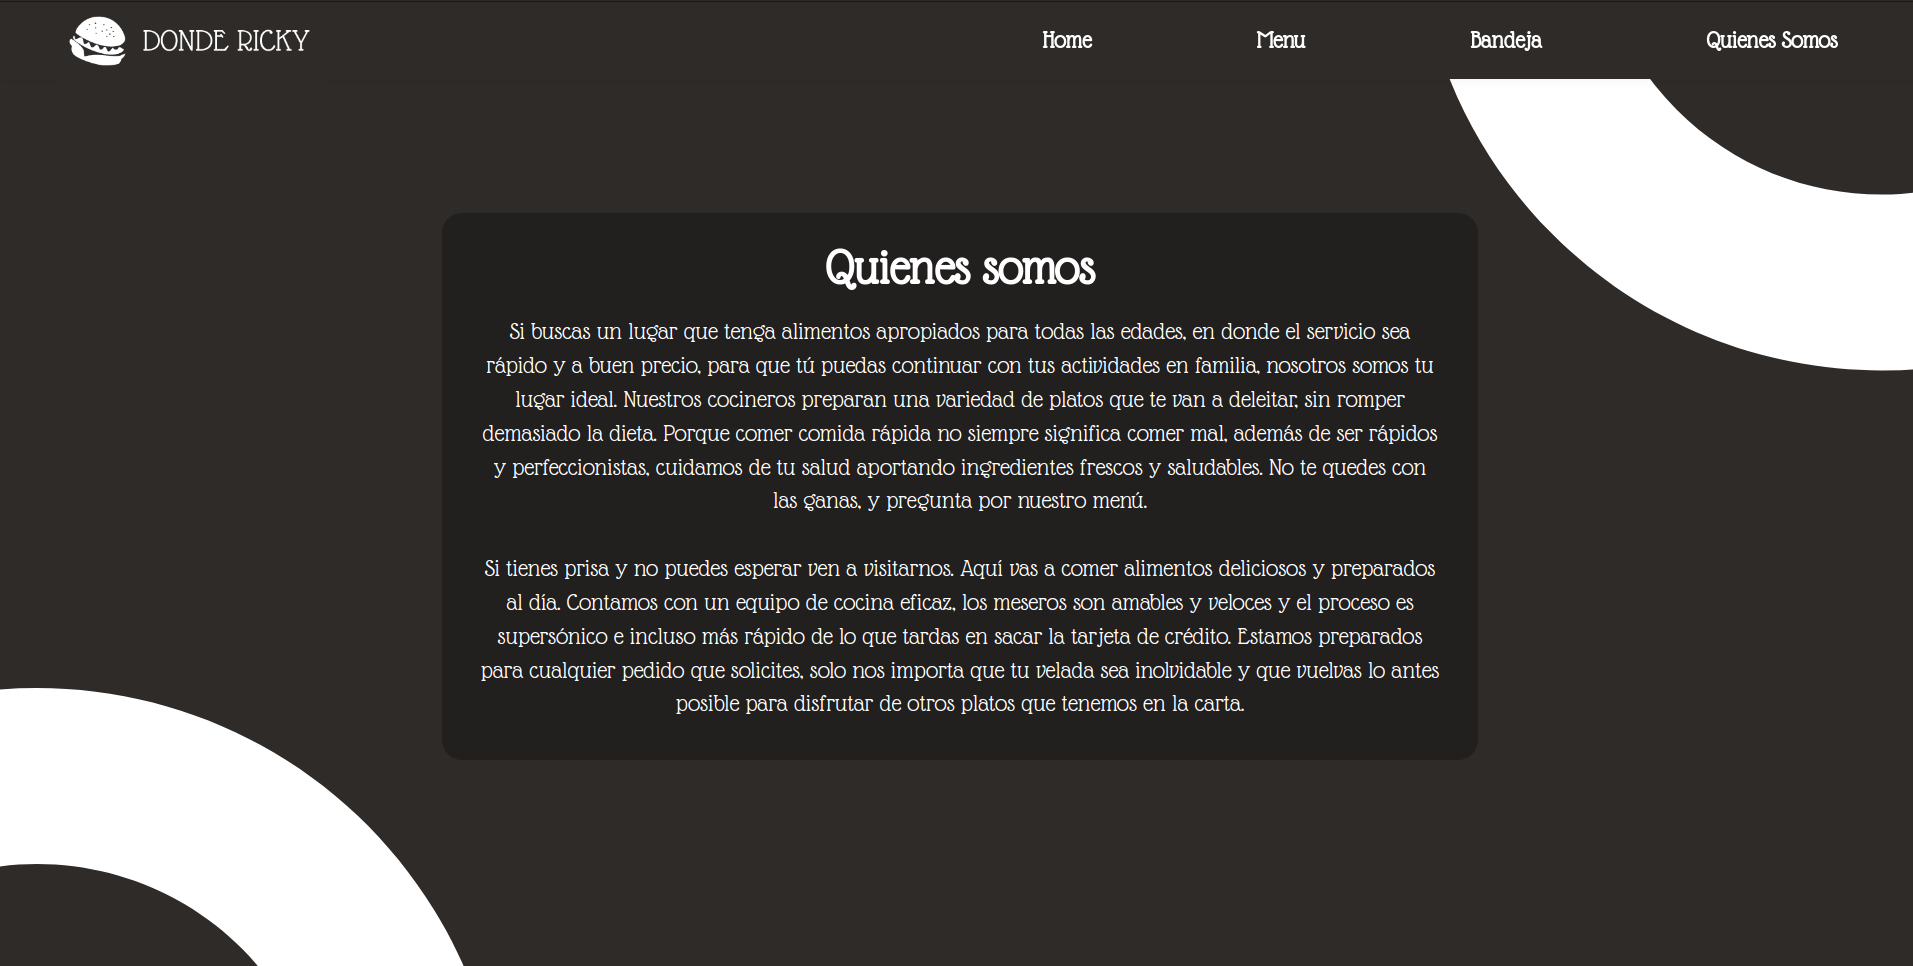 DONDE RICKY
Home
Menu
Bandeja
Quienes Somos
Quienes somos
Si buscas un lugar que tenga alimentos apropiados para todas las edades, en donde el servicio sea
rápido y a buen precio, para que tú puedas continuar con tus actividades en familia, nosotros somos tu
lugar ideal. Nuestros cocineros preparan una variedad de platos que te van a deleitar, sin romper
demasiado la dieta. Porque comer comida rápida no siempre significa comer mal, además de ser rápidos
y perfeccionistas, cuidamos de tu salud aportando ingredientes frescos y saludables. No te quedes con
las ganas, y pregunta por nuestro menú.
Si tienes prisa y no puedes esperar ven a visitarnos. Aquí vas a comer alimentos deliciosos y preparados
al día. Contamos con un equipo de cocina eficaz, los meseros son amables y veloces y el proceso es
supersónico e incluso más rápido de lo que tardas en sacar la tarjeta de crédito. Estamos preparados
para cualquier pedido que solicites, solo nos importa que tu velada sea inolvidable y que vuelvas lo antes
posible para disfrutar de otros platos que tenemos en la carta.